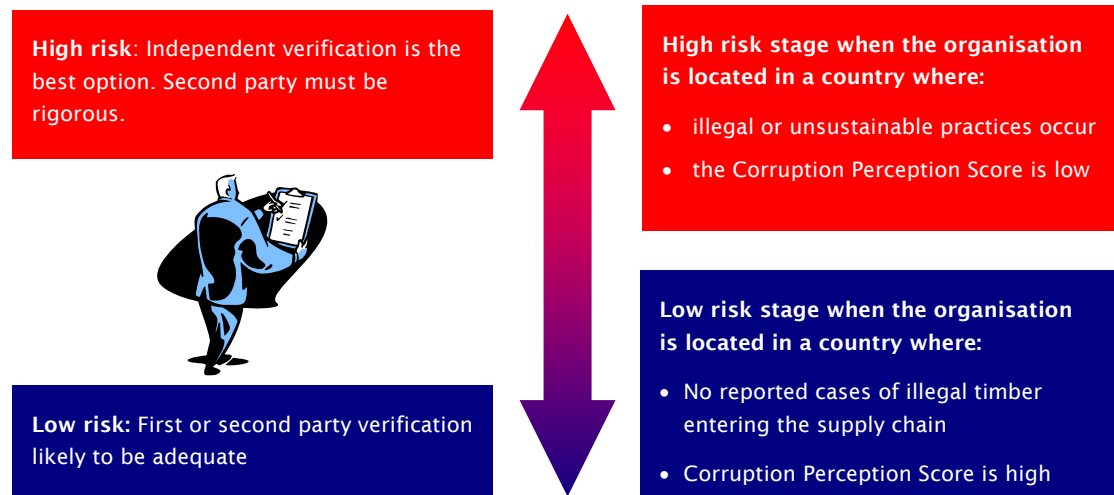 High risk: Independent verification is the
best option. Second party must be
rigorous.
High risk stage when the organisation
is located in a country where:
• illegal or unsustainable practices occur
• the Corruption Perception Score is low
Low risk: First or second party verification
likely to be adequate
Low risk stage when the organisation
is located in a country where:
• No reported cases of illegal timber
entering the supply chain
• Corruption Perception Score is high